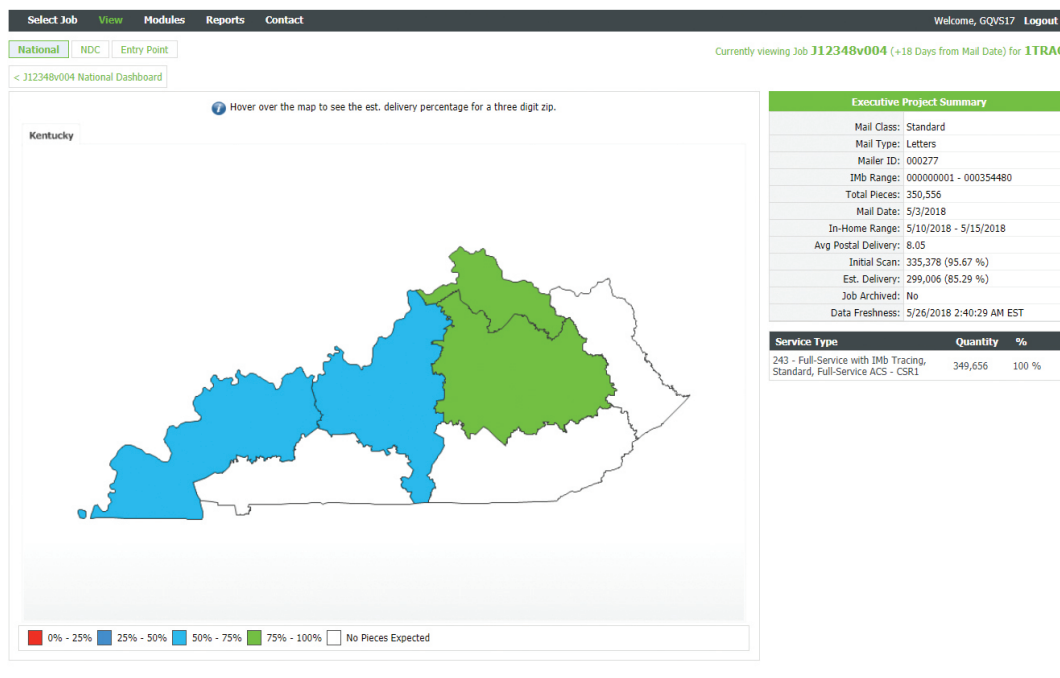 Select Job View Modules Reports Contact Welcome, GQVS17 Logout
National NDC Entry Point Currently viewing Job J12348v004 (+18 Days from Mail Date) for 1TRAC
< J12348v004 National Dashboard
Hover over the map to see the est. delivery percentage for a three digit zip.
Kentucky
0% - 25% 25% - 50% 50% - 75% 75% - 100% No Pieces Expected
Executive Project Summary
Mail Class: Standard
Mail Type: Letters
Mailer ID: 000277
IMb Range: 000000001 - 000354480
Total Pieces: 350,556
Mail Date: 5/3/2018
In-Home Range: 5/10/2018 - 5/15/2018
Avg Postal Delivery: 8.05
Initial Scan: 335,378 (95.67 %)
Est. Delivery: 299,006 (85.29 %)
Job Archived: No
Data Freshness: 5/26/2018 2:40:29 AM EST
Service Type Quantity %
243 - Full-Service with IMb Tracing,
Standard, Full-Service ACS - CSR1 349,656 100 %